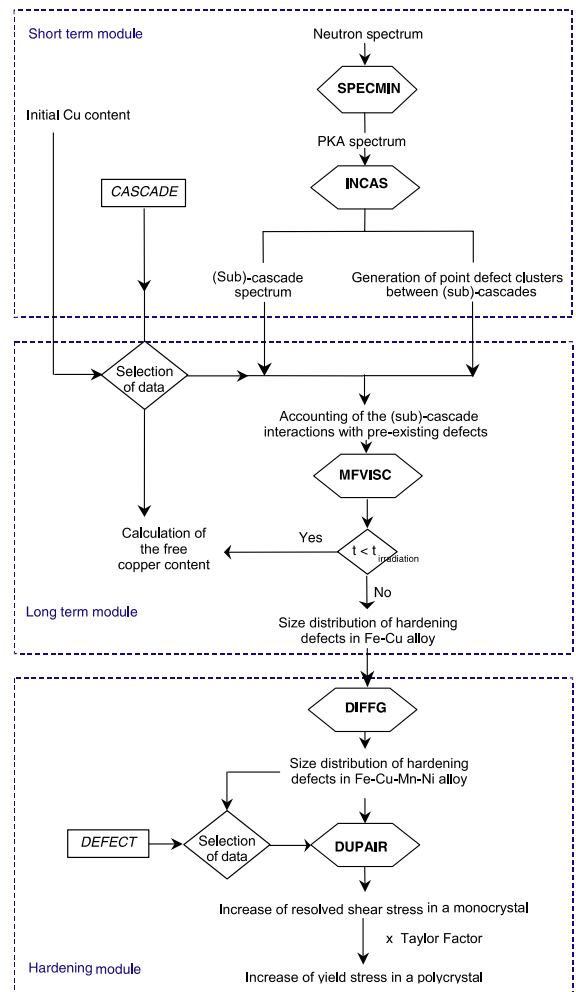 Short term module
Neutron spectrum
SPECMIN
Initial Cu content
PKA spectrum
CASCADE
INCAS
(Sub)-cascade
spectrum
Generation of point defect clusters
between (sub)-cascades
Selection
of data
Accounting of the (sub)-cascade
interactions with pre-existing defects
MFVISC
Calculation of
the free
copper content
Yes
t < t irradiation
No
Long term module
Size distribution of hardening
defects in Fe-Cu alloy
DIFFG
Size distribution of hardening
defects in Fe-Cu-Mn-Ni alloy
DEFECT
Selection
of data
DUPAIR
Increase of resolved shear stress in a monocrystal
x Taylor Factor
Hardening module
Increase of yield stress in a polycrystal